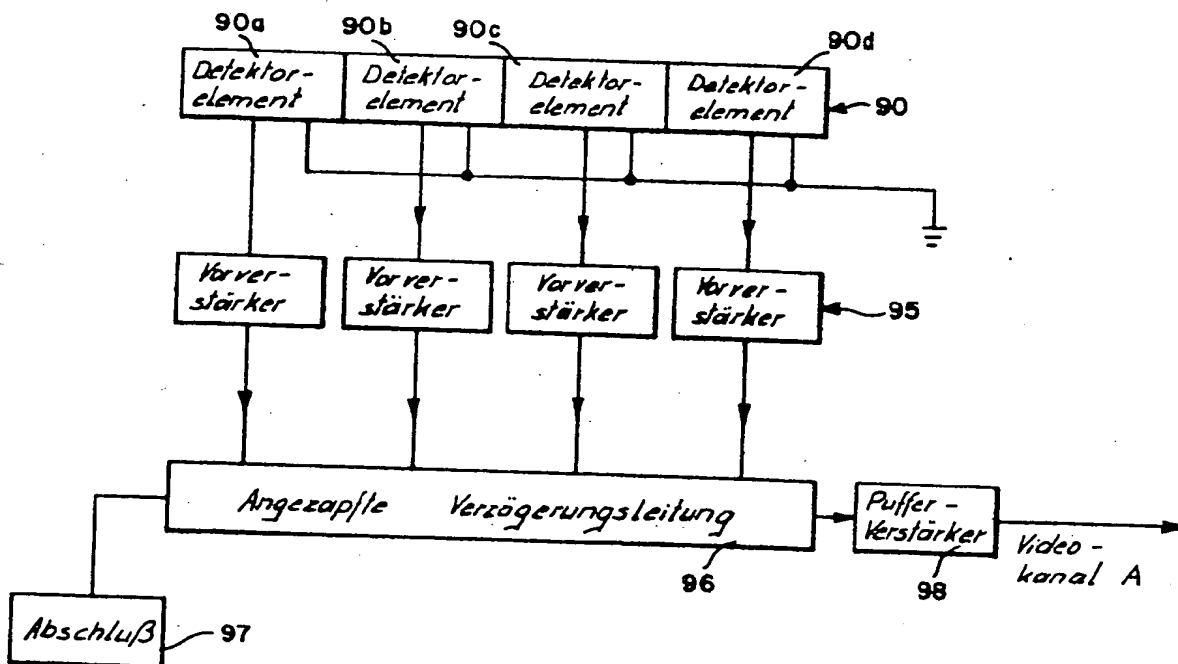 90a
90b
90c
90d
Detektor-
element
Detektor-
element
Detektor-
element
Detektor-
element
90
Vorver-
stärker
Vorver-
stärker
Vorver-
stärker
Vorver-
stärker
95
Angezapfte Verzögerungsleitung
96
Puffer-
Verstärker
98
Video-
kanal A
Abschluß
97